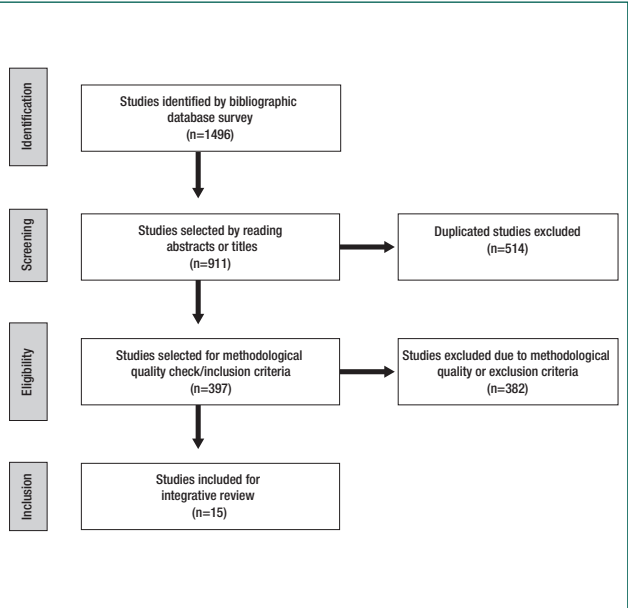 Identification
Studies identified by bibliographic
database survey
(n=1496)
Screening
Studies selected by reading
abstracts or titles
(n=911)
Duplicated studies excluded
(n=514)
Eligibility
Studies selected for methodological
quality check/inclusion criteria
(n=397)
Studies excluded due to methodological
quality or exclusion criteria
(n=382)
Inclusion
Studies included for
integrative review
(n=15)